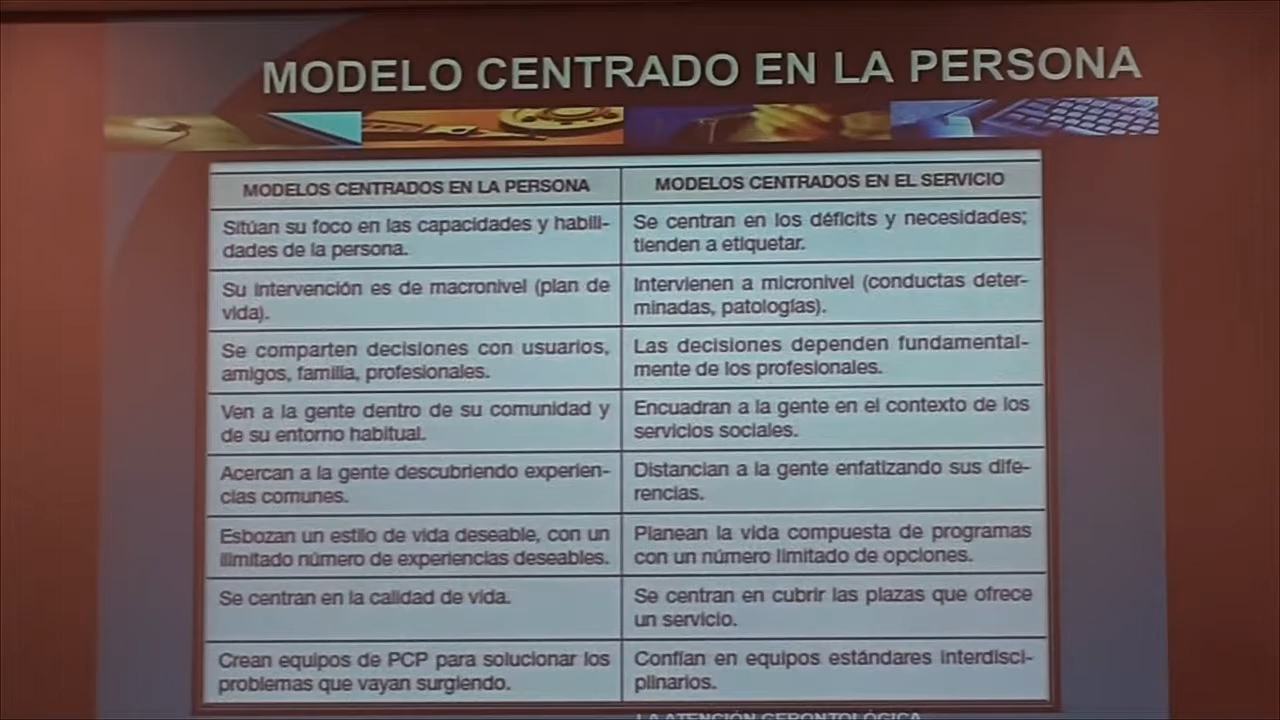 MODELO CENTRADO EN LA PERSONA
MODELOS CENTRADOS EN LA PERSONA
MODELOS CENTRADOS EN EL SERVICIO
Sitúan su foco en las capacidades y habili-
dades de la persona.
Se centran en los déficits y necesidades;
tienden a etiquetar.
Su intervención es de macronivel (plan de
vida).
Intervienen a micronivel (conductas deter-
minadas, patologías).
Se comparten decisiones con usuarios,
amigos, familia, profesionales.
Las decisiones dependen fundamental-
mente de los profesionales.
Ven a la gente dentro de su comunidad y
de su entorno habitual.
Encuadran a la gente en el contexto de los
servicios sociales.
Acercan a la gente descubriendo experien-
cias comunes.
Distancian a la gente enfatizando sus dife-
rencias.
Esbozan un estilo de vida deseable, con un
ilimitado número de experiencias deseables.
Planean la vida compuesta de programas
con un número limitado de opciones.
Se centran en la calidad de vida.
Se centran en cubrir las plazas que ofrece
un servicio.
Crean equipos de PCP para solucionar los
problemas que vayan surgiendo.
Confían en equipos estándares interdisci-
plinarios.
LA ATENCIÓN GERONTOLÓGICA